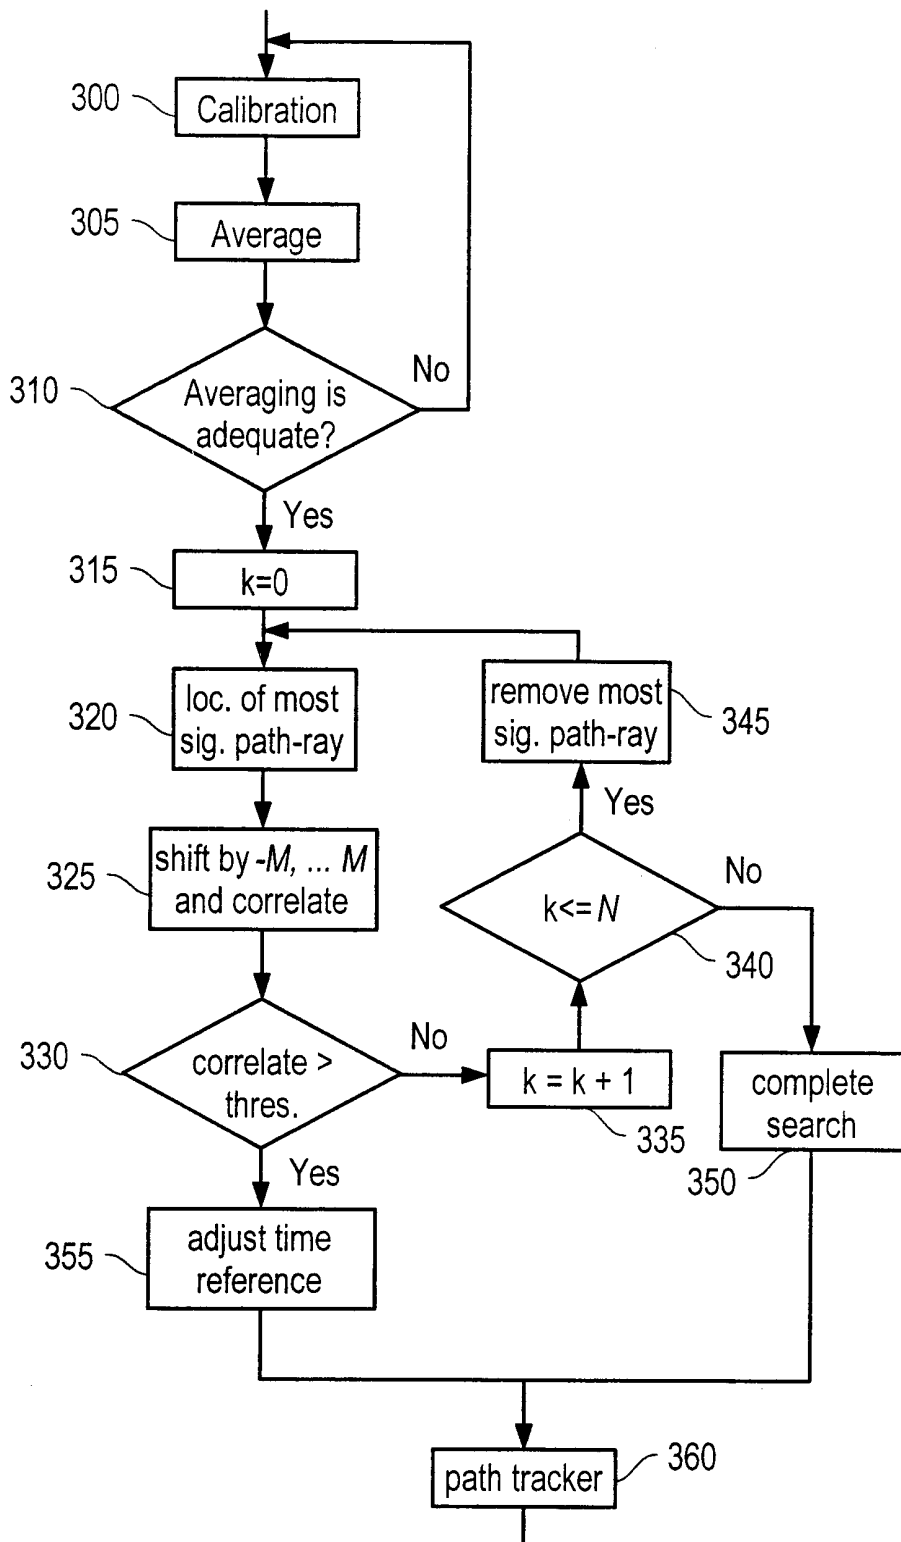 300
Calibration
305
Average
310
Averaging is
adequate?
No
Yes
315
k=0
320
loc. of most
sig. path-ray
remove most
sig. path-ray
345
Yes
325
shift by -M, ... M
and correlate
k<= N
No
340
330
correlate >
thres.
No
k = k + 1
335
complete
search
350
Yes
355
adjust time
reference
path tracker
360